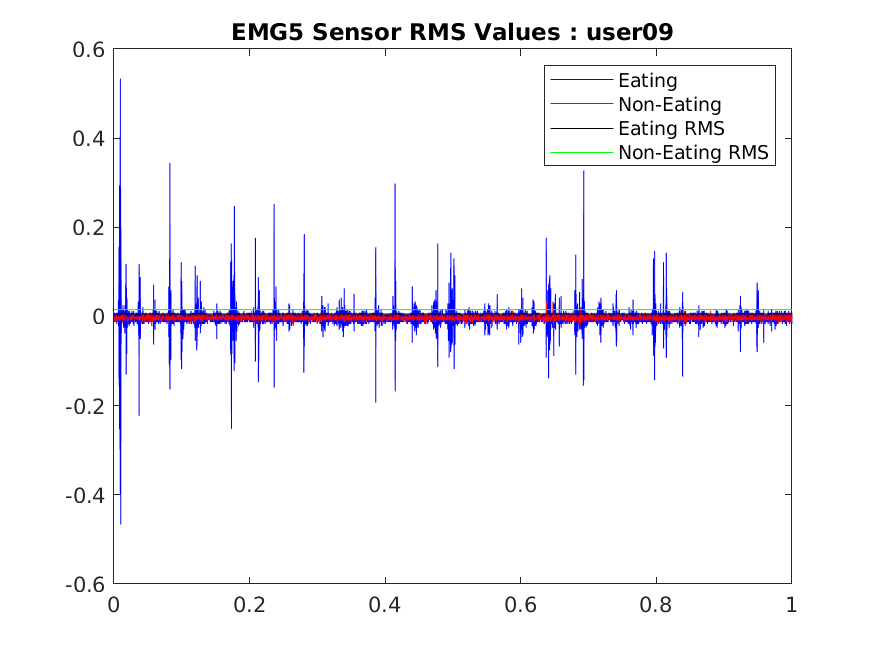 EMG5 Sensor RMS Values : user09
Eating
Non-Eating
Eating RMS
Non-Eating RMS
0.6
0.4
0.2
0
-0.2
-0.4
-0.6
0 0.2 0.4 0.6 0.8 1